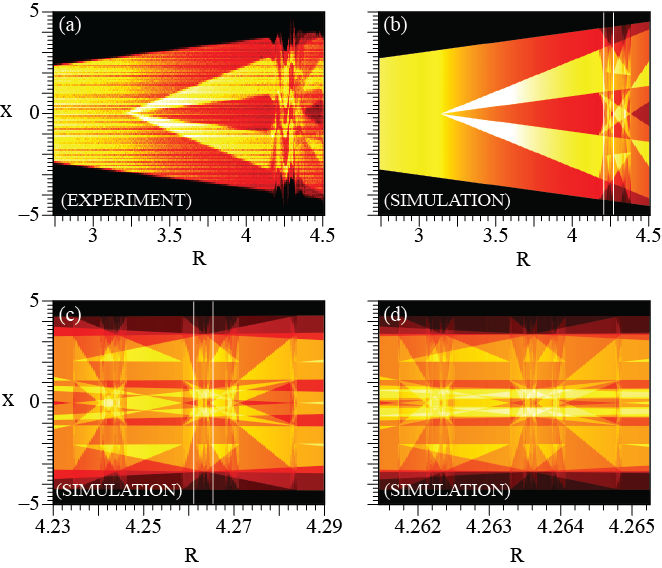 5
(a)
(b)
X
0
(EXPERIMENT)
(SIMULATION)
−5
3
3.5
4
4.5
3
3.5
4
4.5
R
R
5
(c)
(d)
X
0
(SIMULATION)
(SIMULATION)
−5
4.23
4.25
4.27
4.29
4.262
4.263
4.264
4.265
R
R